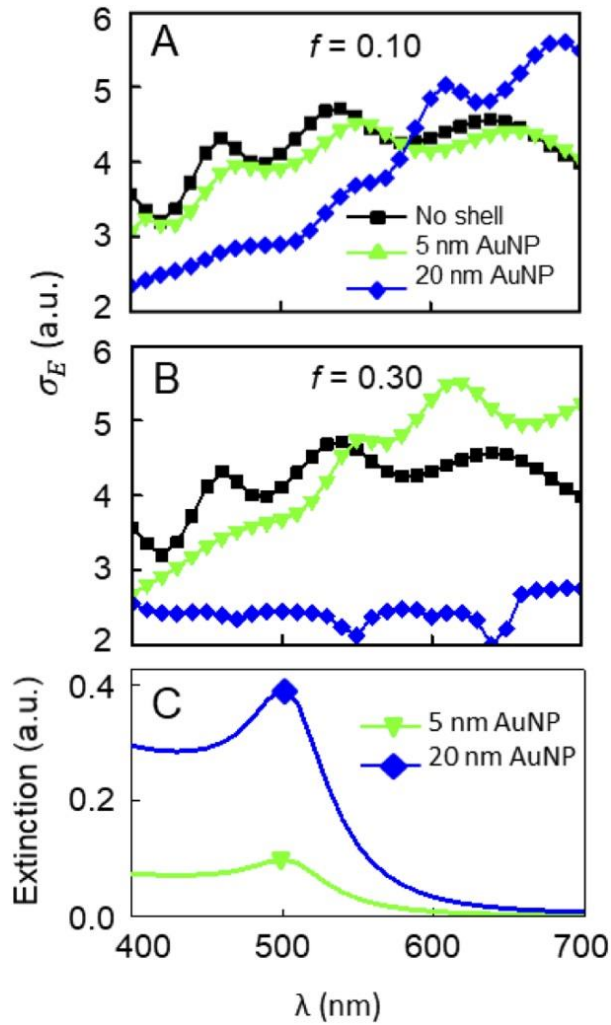 A
f = 0.10
6
5
4
3
2
No shell
5 nm AuNP
20 nm AuNP
σE (a.u.)
B
f = 0.30
6
5
4
3
2
C
5 nm AuNP
20 nm AuNP
Extinction (a.u.)
0.4
0.2
0.0
400 500 600 700
λ (nm)